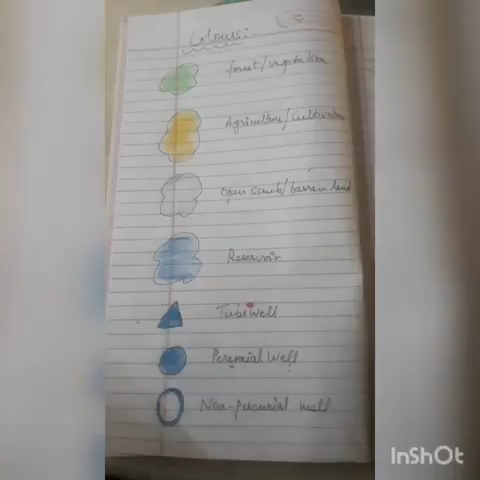 Colours:
Forest/vegetation
Agriculture/Cultivation
Open scrub/barren land
Reservoir
Tubewell
Perennial Well
Non-perennial well
InShOt